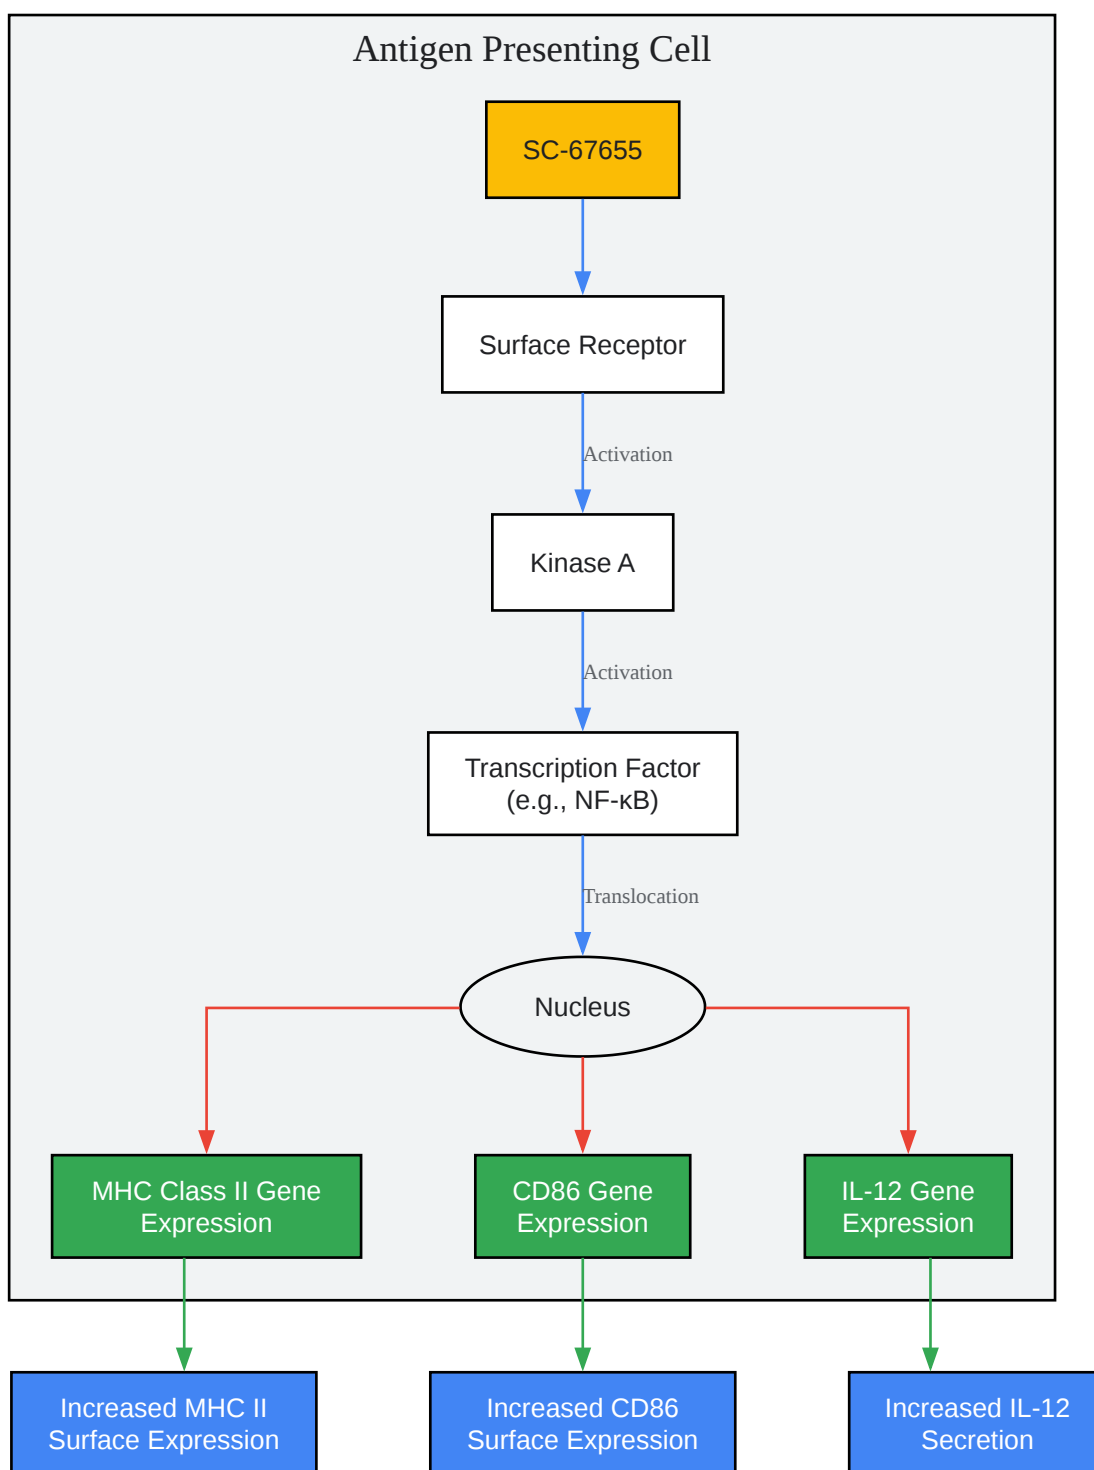 Antigen Presenting Cell
SC-67655
Surface Receptor
Activation
Kinase A
Activation
Transcription Factor
(e.g., NF-κB)
Translocation
Nucleus
MHC Class II Gene
Expression
CD86 Gene
Expression
IL-12 Gene
Expression
Increased MHC II
Surface Expression
Increased CD86
Surface Expression
Increased IL-12
Secretion